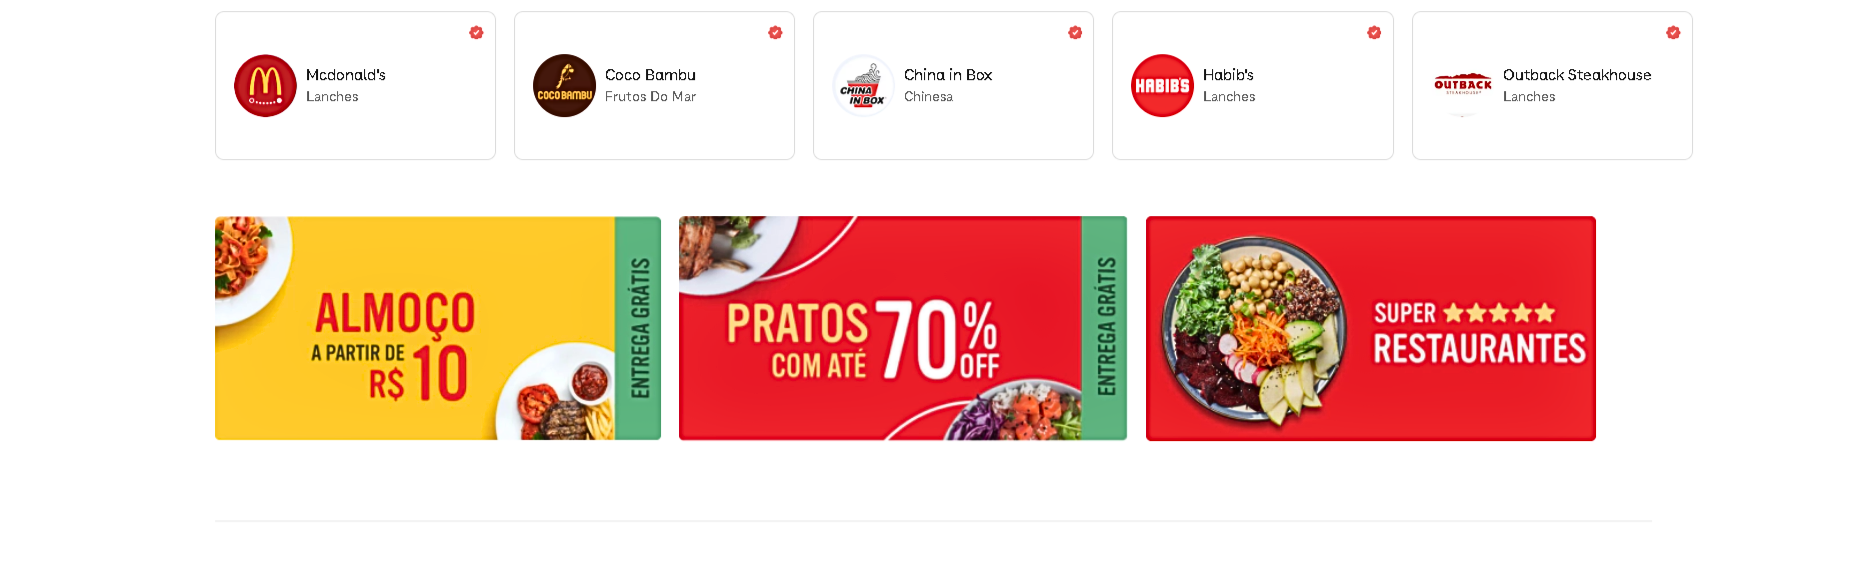 Mcdonald's
Lanches
COCO BAMBU
Coco Bambu
Frutos Do Mar
CHINA
IN BOX
China in Box
Chinesa
HABIB'S
Habib's
Lanches
OUTBACK
STEAKHOUSE
Outback Steakhouse
Lanches
ALMOÇO
A PARTIR DE
R$ 10
ENTREGA GRÁTIS
PRATOS
COM ATÉ
70%
OFF
ENTREGA GRÁTIS
SUPER
RESTAURANTES